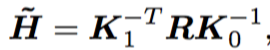 H̃ = K₁⁻ᵀ R K₀⁻¹,